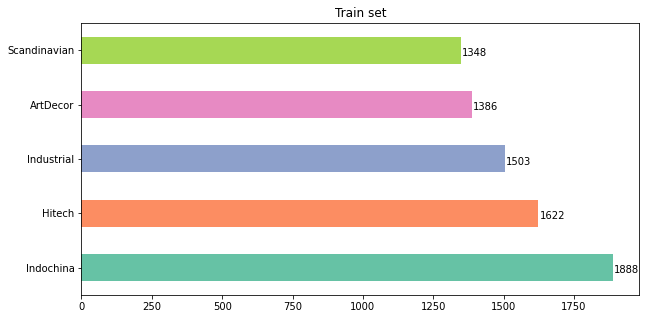 Train set
Scandinavian 1348
ArtDecor 1386
Industrial 1503
Hitech 1622
Indochina 1888
0 250 500 750 1000 1250 1500 1750